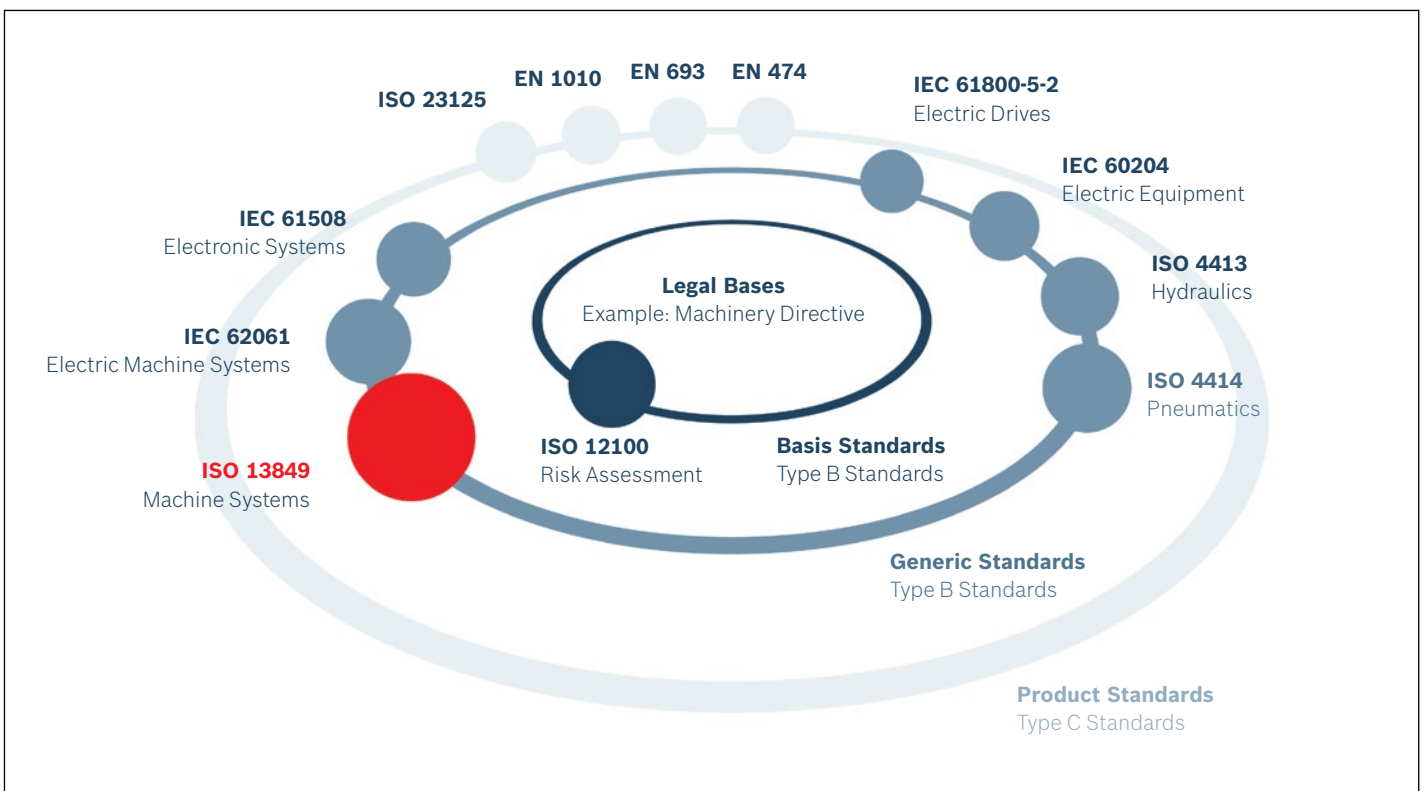 EN 693
EN 474
EN 1010
ISO 23125
IEC 61800-5-2
Electric Drives
IEC 60204
Electric Equipment
IEC 61508
Electronic Systems
ISO 4413
Hydraulics
Legal Bases
Example: Machinery Directive
IEC 62061
Electric Machine Systems
ISO 4414
Pneumatics
ISO 12100
Risk Assessment
Basis Standards
Type B Standards
ISO 13849
Machine Systems
Generic Standards
Type B Standards
Product Standards
Type C Standards